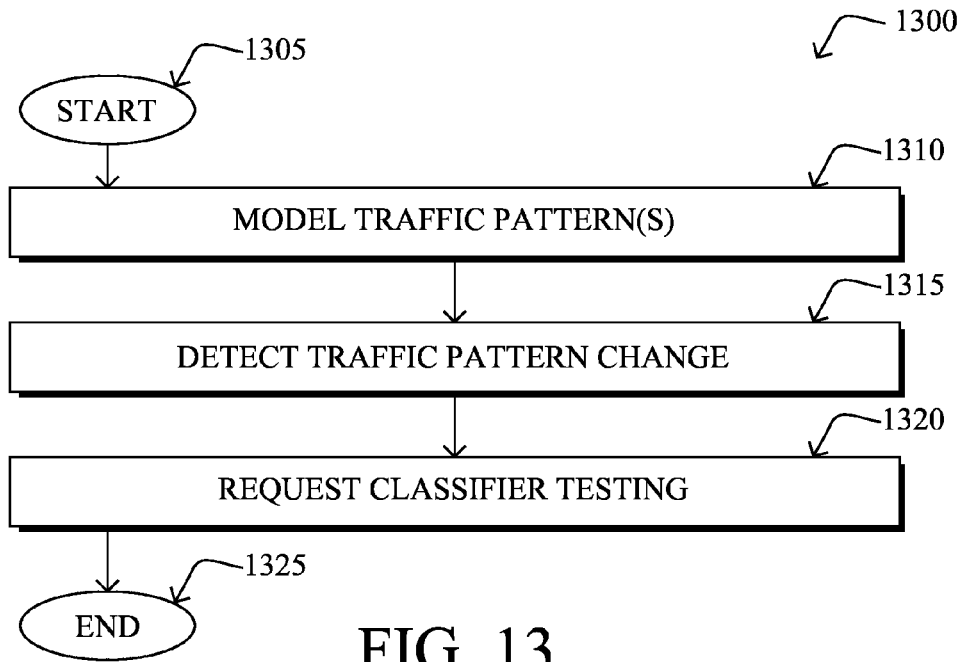 1300
1305
START
1310
MODEL TRAFFIC PATTERN(S)
1315
DETECT TRAFFIC PATTERN CHANGE
1320
REQUEST CLASSIFIER TESTING
1325
END
FIG. 13